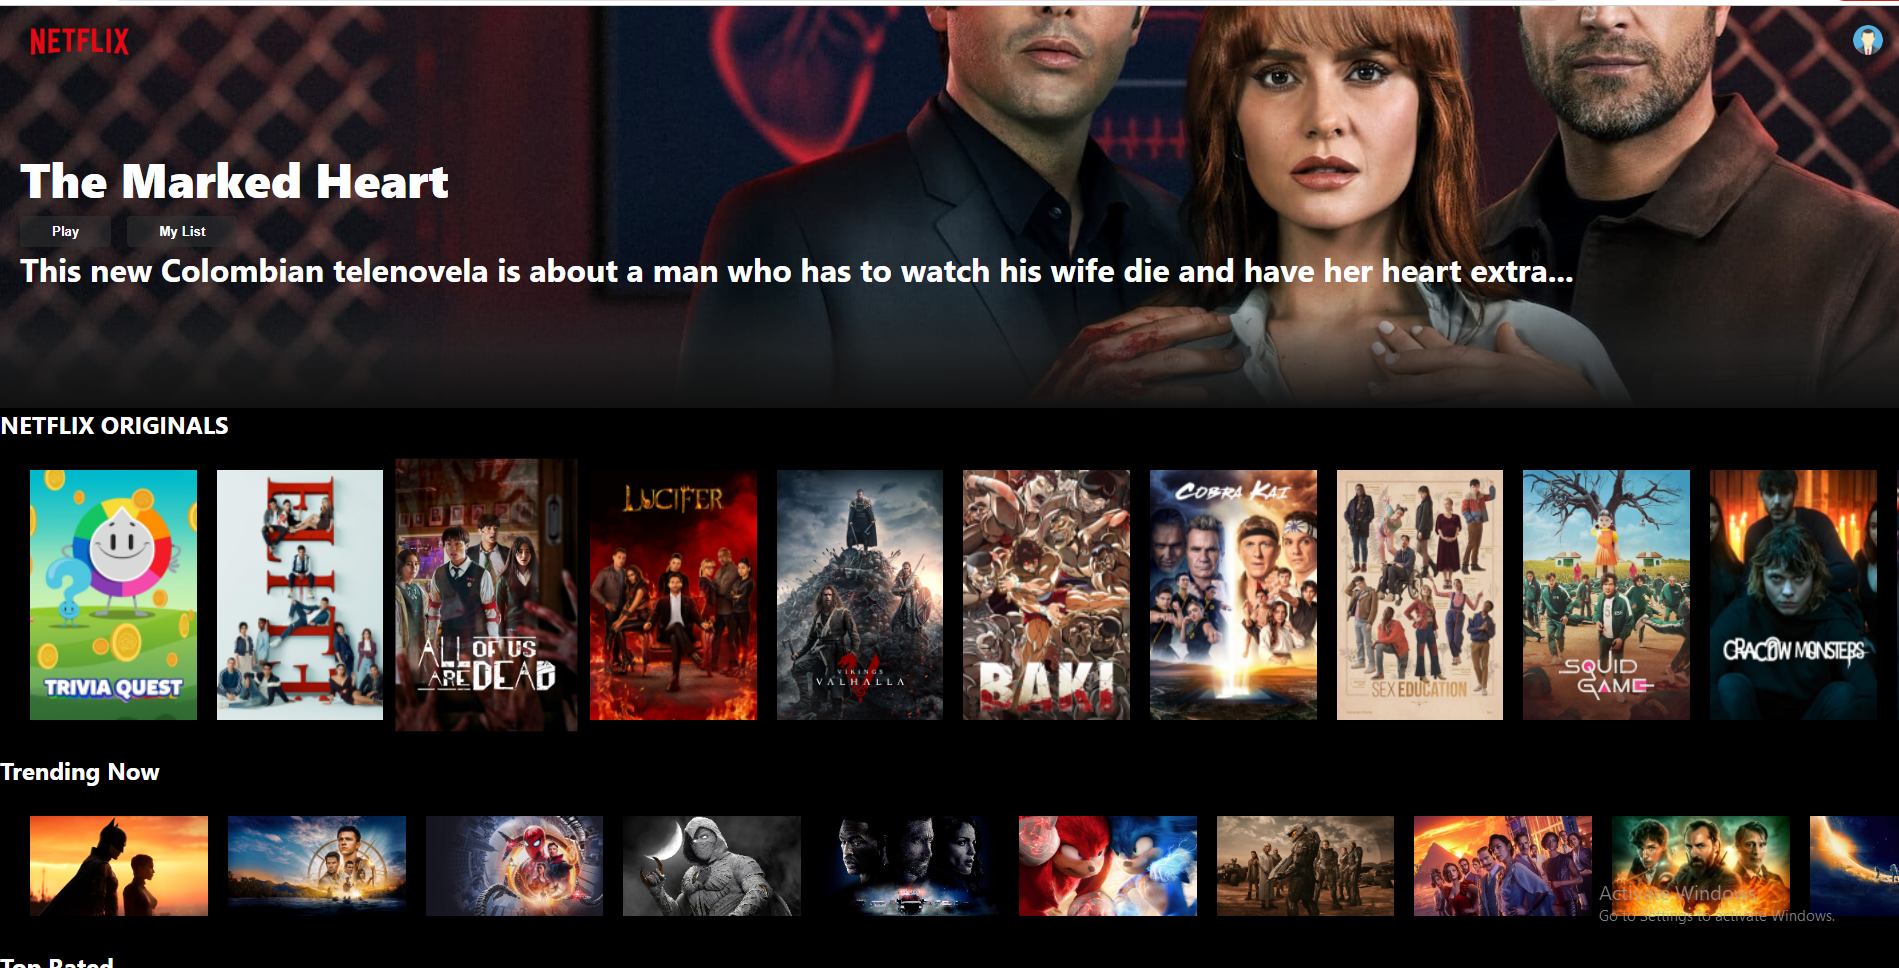 NETFLIX
The Marked Heart
Play
My List
This new Colombian telenovela is about a man who has to watch his wife die and have her heart extra...
NETFLIX ORIGINALS
TRIVIA QUEST
ELITE
ALL OF US
ARE DEAD
LUCIFER
VIKINGS
VALHALLA
BAKI
COBRA KAI
SEX EDUCATION
SQUID
GAME
CRACOW MONSTERS
Trending Now
Activate Windows
Go to Settings to activate Windows.
Top Rated